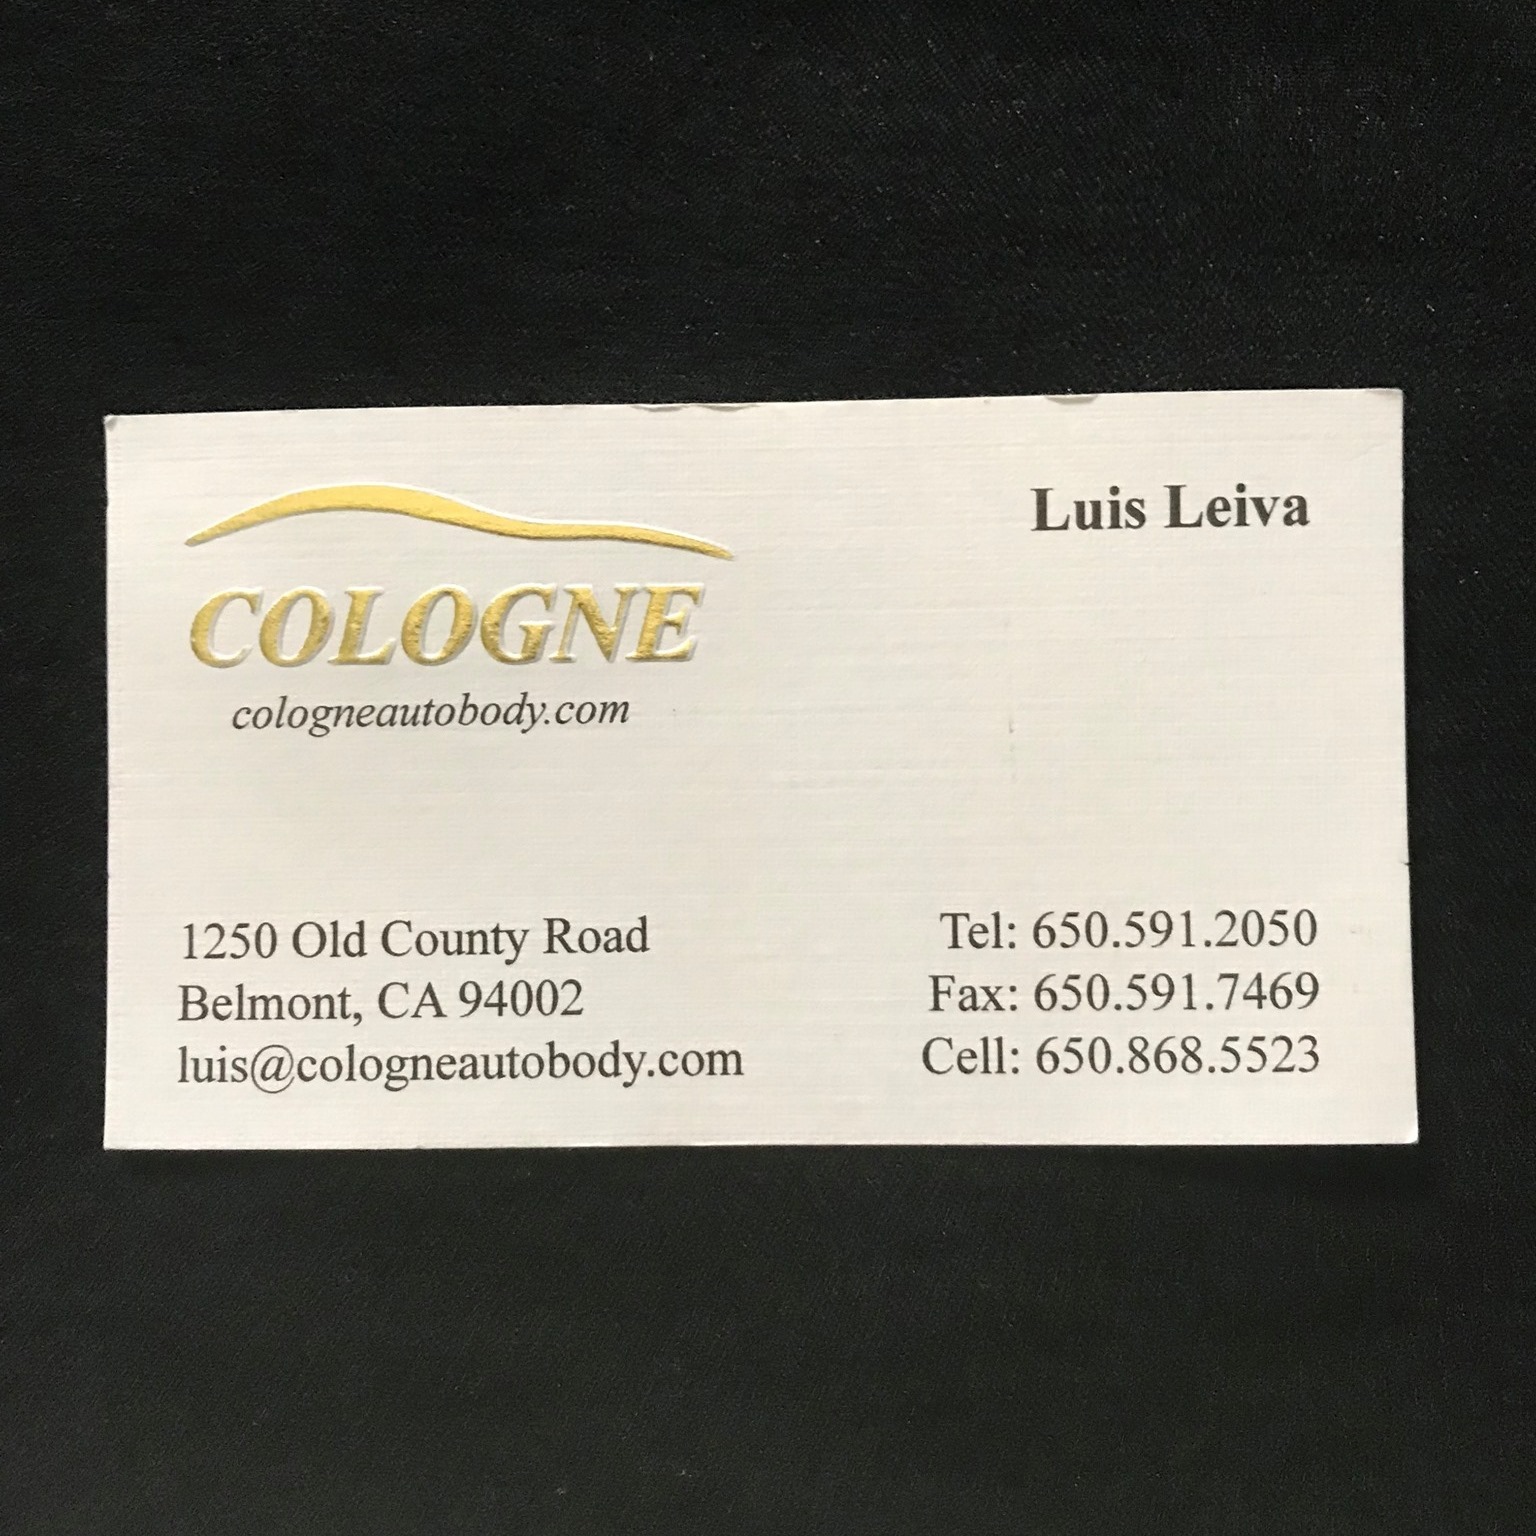 COLOGNE
cologneautobody.com
Luis Leiva
1250 Old County Road
Belmont, CA 94002
luis@cologneautobody.com
Tel: 650.591.2050
Fax: 650.591.7469
Cell: 650.868.5523